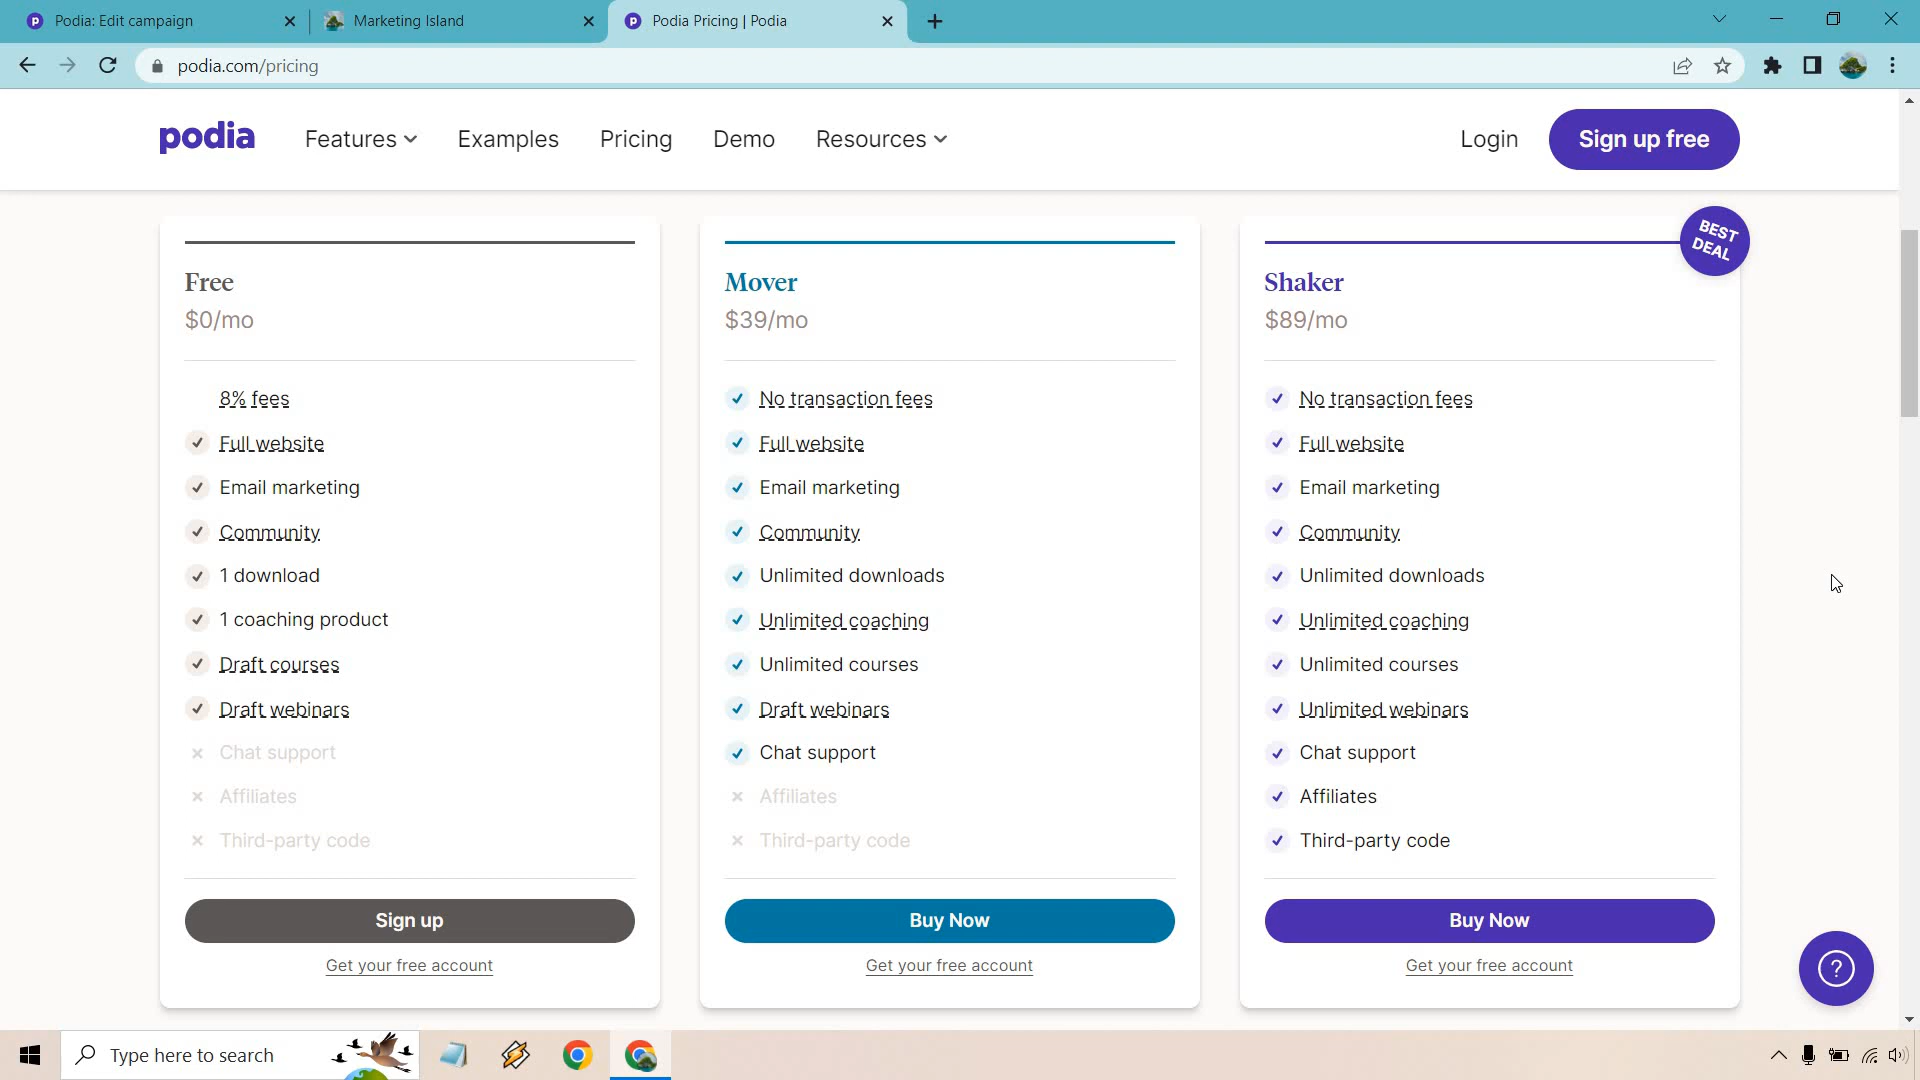 Podia: Edit campaign
Marketing Island
Podia Pricing | Podia
podia.com/pricing
podia
Features
Examples
Pricing
Demo
Resources
Login
Sign up free
BEST
DEAL
Free
$0/mo
8% fees
Full website
Email marketing
Community
1 download
1 coaching product
Draft courses
Draft webinars
Chat support
Affiliates
Third-party code
Sign up
Get your free account
Mover
$39/mo
No transaction fees
Full website
Email marketing
Community
Unlimited downloads
Unlimited coaching
Unlimited courses
Draft webinars
Chat support
Affiliates
Third-party code
Buy Now
Get your free account
Shaker
$89/mo
No transaction fees
Full website
Email marketing
Community
Unlimited downloads
Unlimited coaching
Unlimited courses
Unlimited webinars
Chat support
Affiliates
Third-party code
Buy Now
Get your free account
?
Type here to search